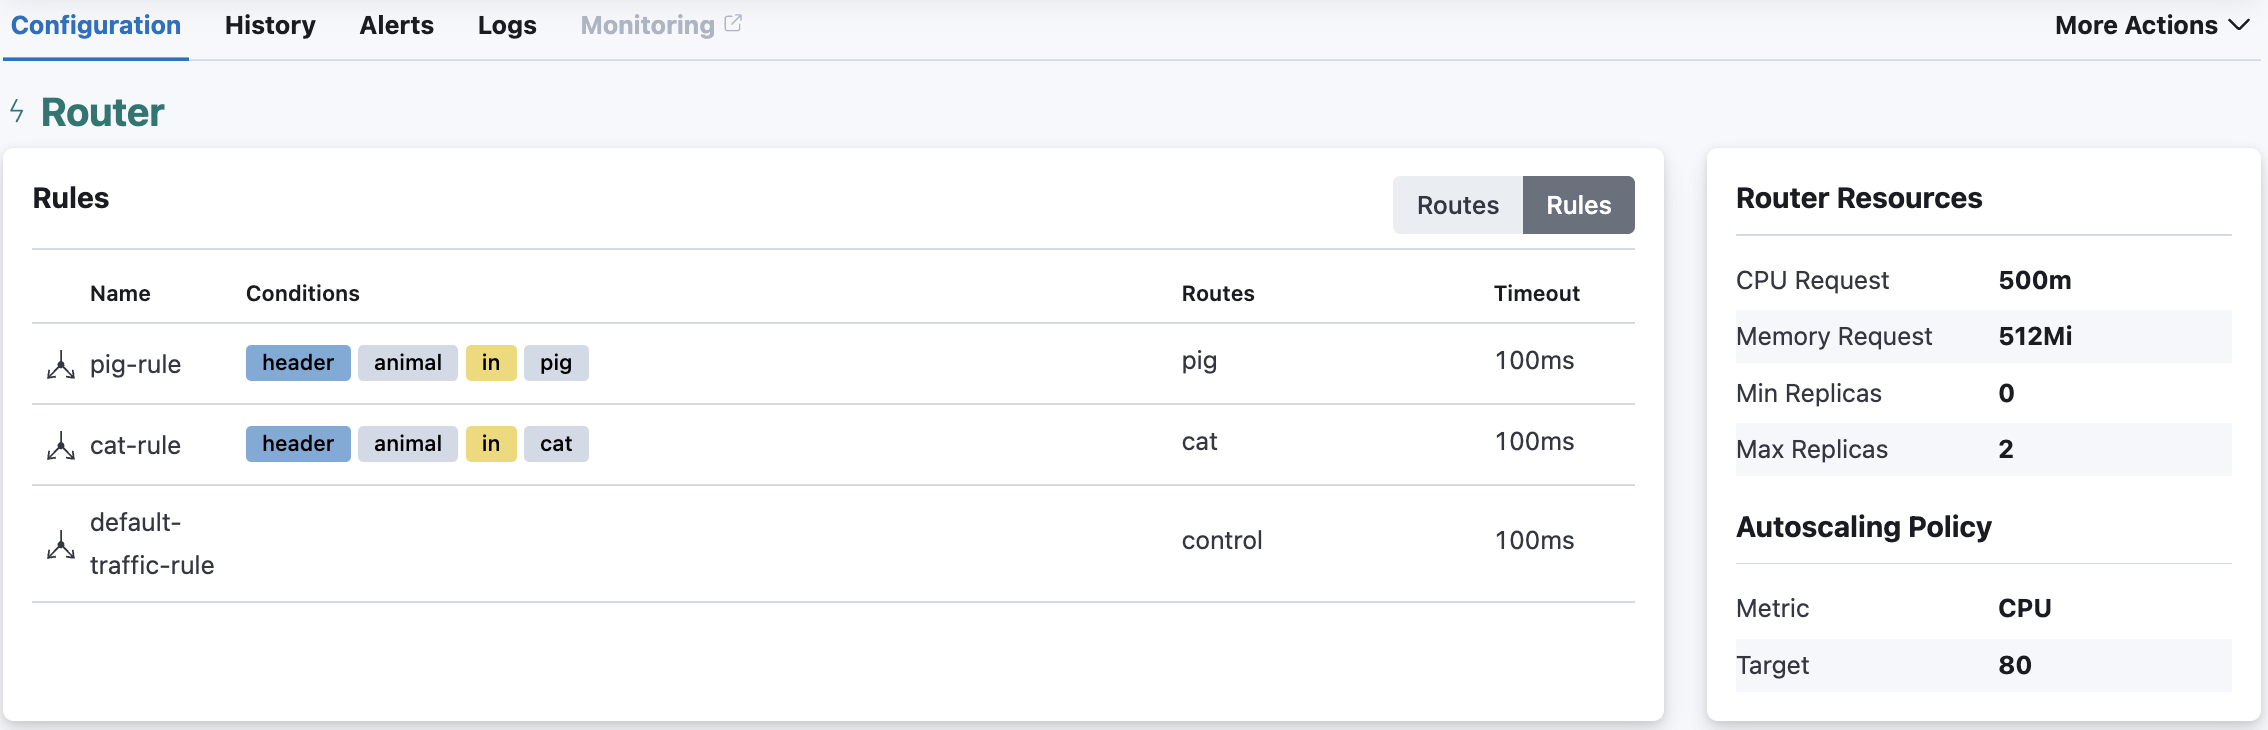 Configuration History Alerts Logs Monitoring More Actions
Router
Rules
Routes Rules
Name Conditions Routes Timeout
pig-rule header animal in pig pig 100ms
cat-rule header animal in cat cat 100ms
default-
traffic-rule
control 100ms
Router Resources
CPU Request 500m
Memory Request 512Mi
Min Replicas 0
Max Replicas 2
Autoscaling Policy
Metric CPU
Target 80